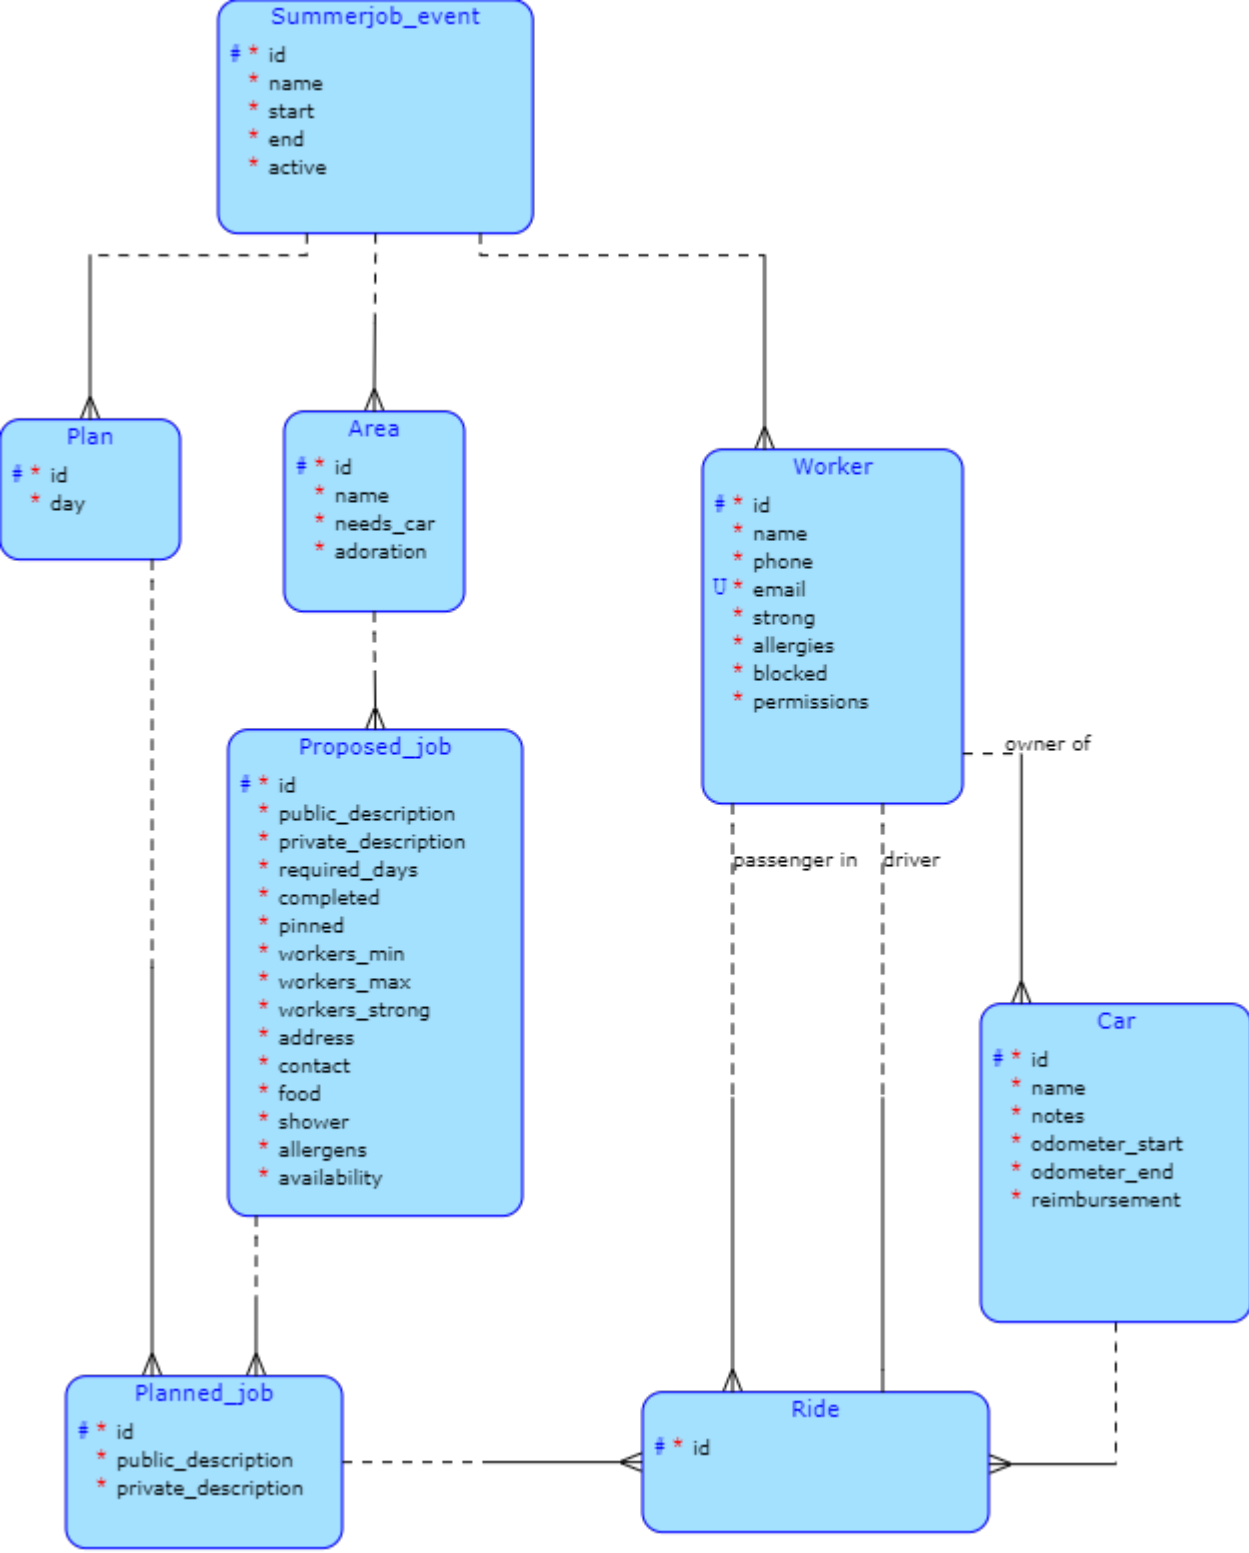 Summerjob_event
# * id
* name
* start
* end
* active
Plan
# * id
* day
Area
# * id
* name
* needs_car
* adoration
Worker
# * id
* name
* phone
U * email
* strong
* allergies
* blocked
* permissions
owner of
passenger in
driver
Proposed_job
# * id
* public_description
* private_description
* required_days
* completed
* pinned
* workers_min
* workers_max
* workers_strong
* address
* contact
* food
* shower
* allergens
* availability
Car
# * id
* name
* notes
* odometer_start
* odometer_end
* reimbursement
Planned_job
# * id
* public_description
* private_description
Ride
# * id